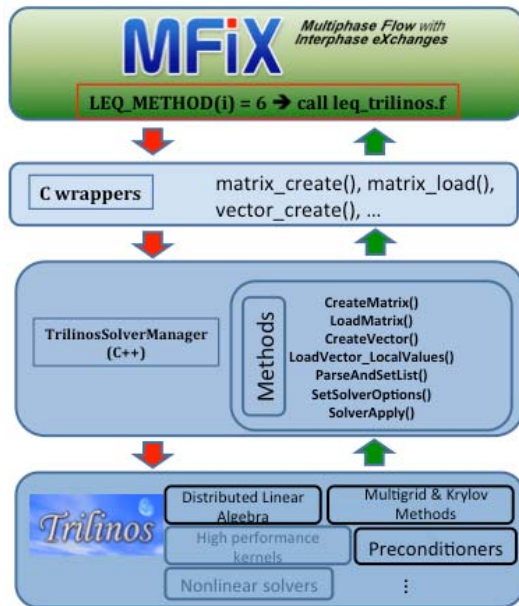 MFiX
Multiphase Flow with
Interphase eXchanges
LEQ_METHOD(i) = 6 ➔ call leq_trilinos.f
C wrappers
matrix_create(), matrix_load(),
vector_create(), ...
TrilinosSolverManager
(C++)
Methods
CreateMatrix()
LoadMatrix()
CreateVector()
LoadVector_LocalValues()
ParseAndSetList()
SetSolverOptions()
SolverApply()
Trilinos
Distributed Linear
Algebra
Multigrid & Krylov
Methods
High performance
kernels
Preconditioners
Nonlinear solvers
⋮